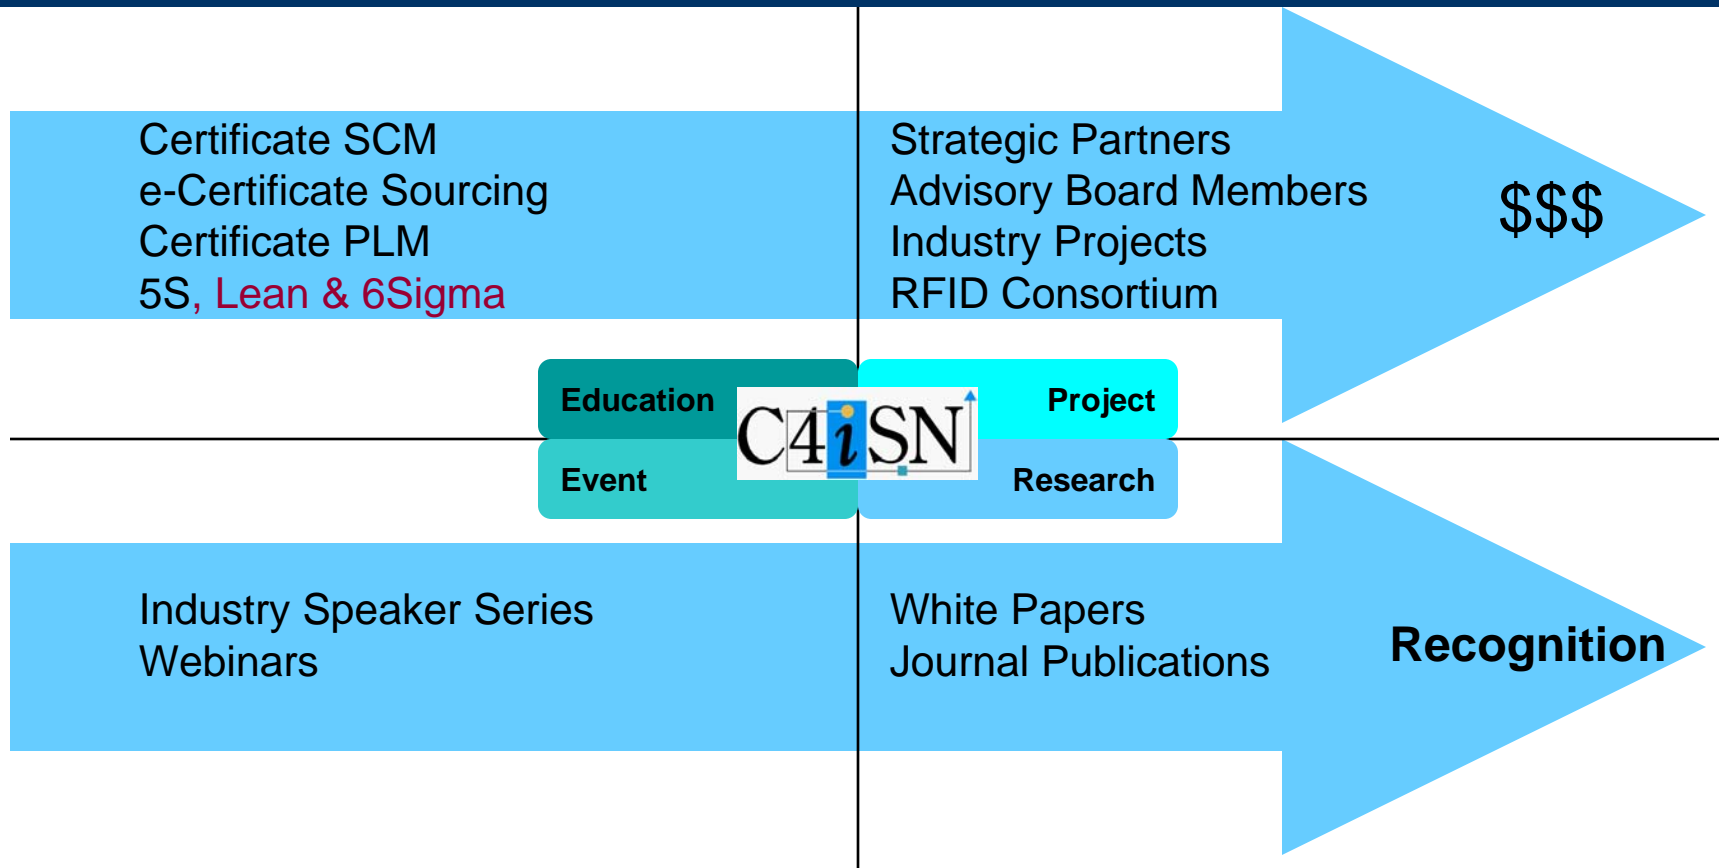 Certificate SCM
e-Certificate Sourcing
Certificate PLM
5S, Lean & 6Sigma
Strategic Partners
Advisory Board Members
Industry Projects
RFID Consortium
$$$
Education
Project
C4iSN
Event
Research
Industry Speaker Series
Webinars
White Papers
Journal Publications
Recognition